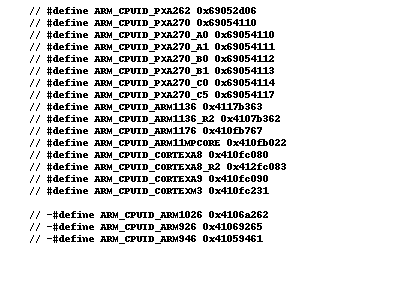 // #define ARM_CPUID_PXA262 0x69052d06
// #define ARM_CPUID_PXA270 0x69054110
// #define ARM_CPUID_PXA270_A0 0x69054110
// #define ARM_CPUID_PXA270_A1 0x69054111
// #define ARM_CPUID_PXA270_B0 0x69054112
// #define ARM_CPUID_PXA270_B1 0x69054113
// #define ARM_CPUID_PXA270_C0 0x69054114
// #define ARM_CPUID_PXA270_C5 0x69054117
// #define ARM_CPUID_ARM1136 0x4117b363
// #define ARM_CPUID_ARM1136_R2 0x4107b362
// #define ARM_CPUID_ARM1176 0x410fb767
// #define ARM_CPUID_ARM11MPCORE 0x410fb022
// #define ARM_CPUID_CORTEXA8 0x410fc080
// #define ARM_CPUID_CORTEXA8_R2 0x412fc083
// #define ARM_CPUID_CORTEXA9 0x410fc090
// #define ARM_CPUID_CORTEXM3 0x410fc231
// -#define ARM_CPUID_ARM1026 0x4106a262
// -#define ARM_CPUID_ARM926 0x41069265
// -#define ARM_CPUID_ARM946 0x41059461